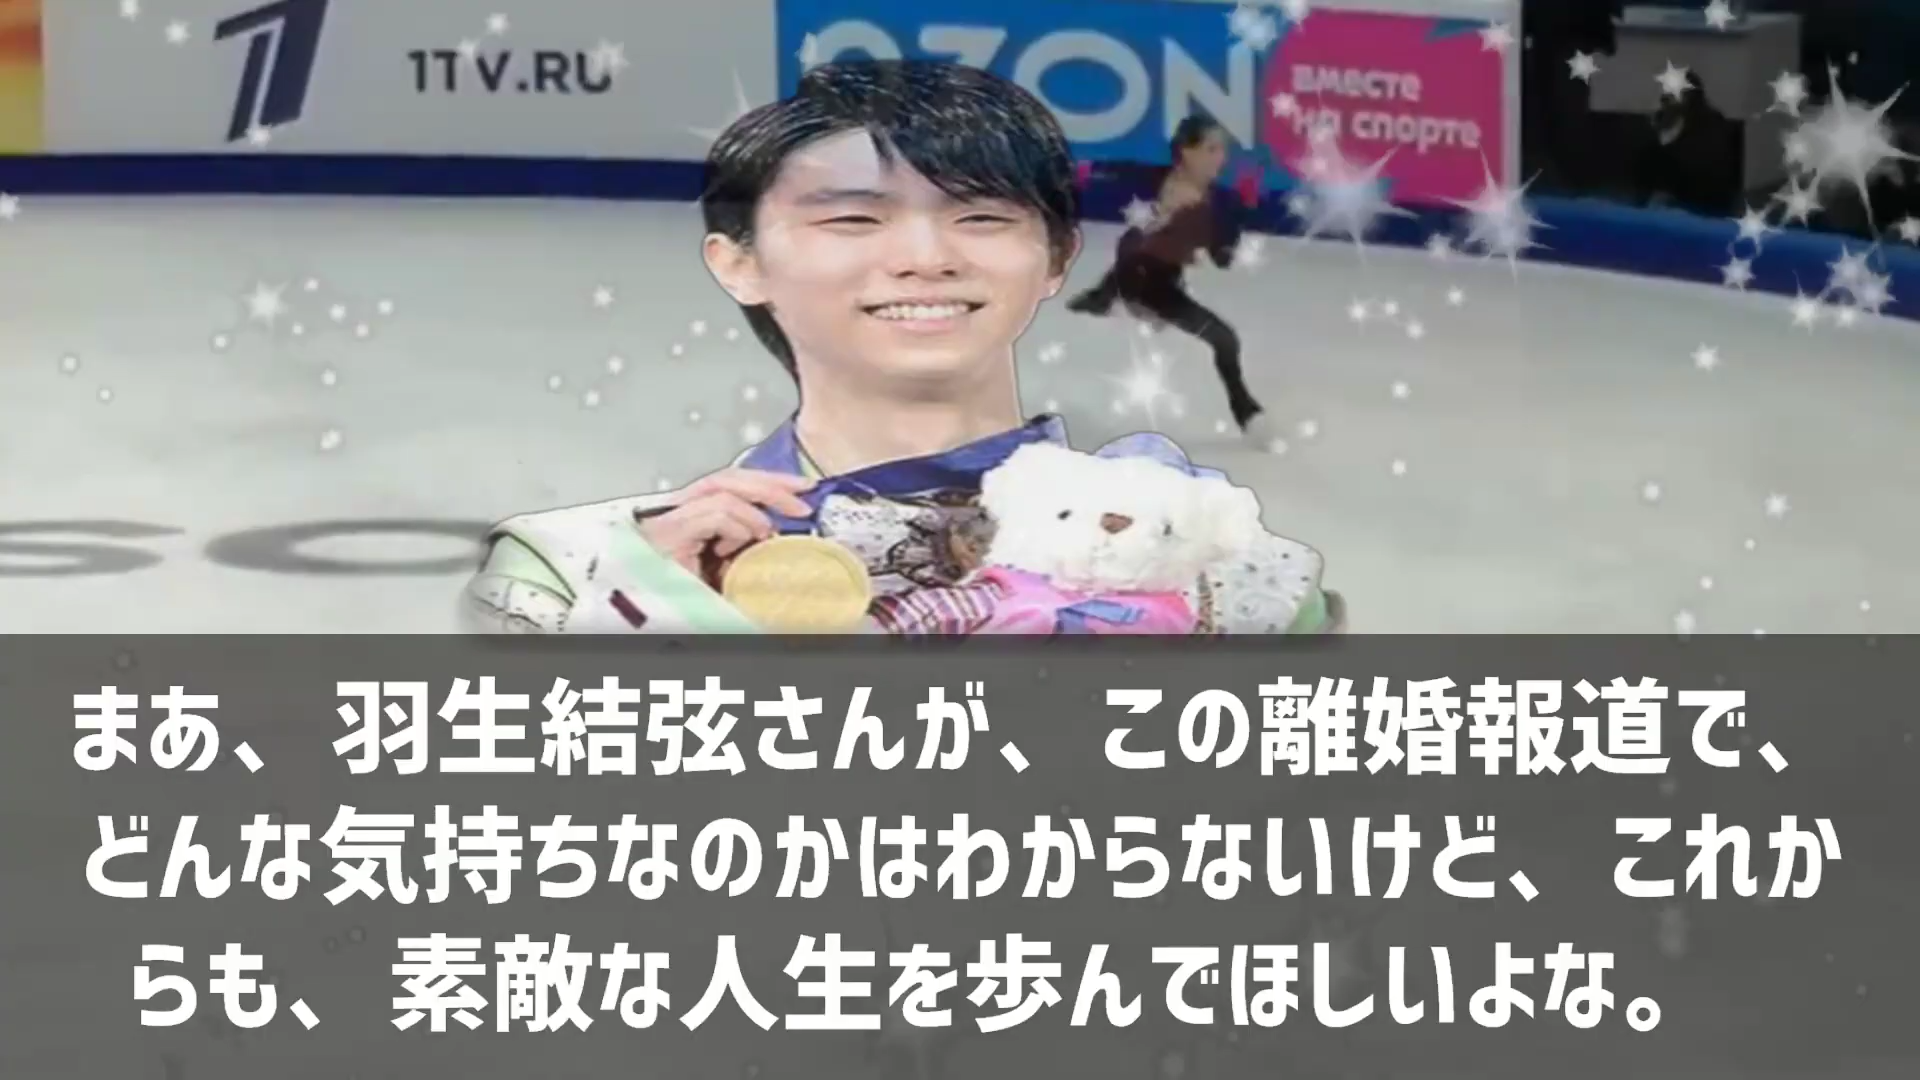 1TV.RU
OZON
вместе
на спорте
SO
まあ、羽生結弦さんが、この離婚報道で、
どんな気持ちなのかはわからないけど、これか
らも、素敵な人生を歩んでほしいよな。